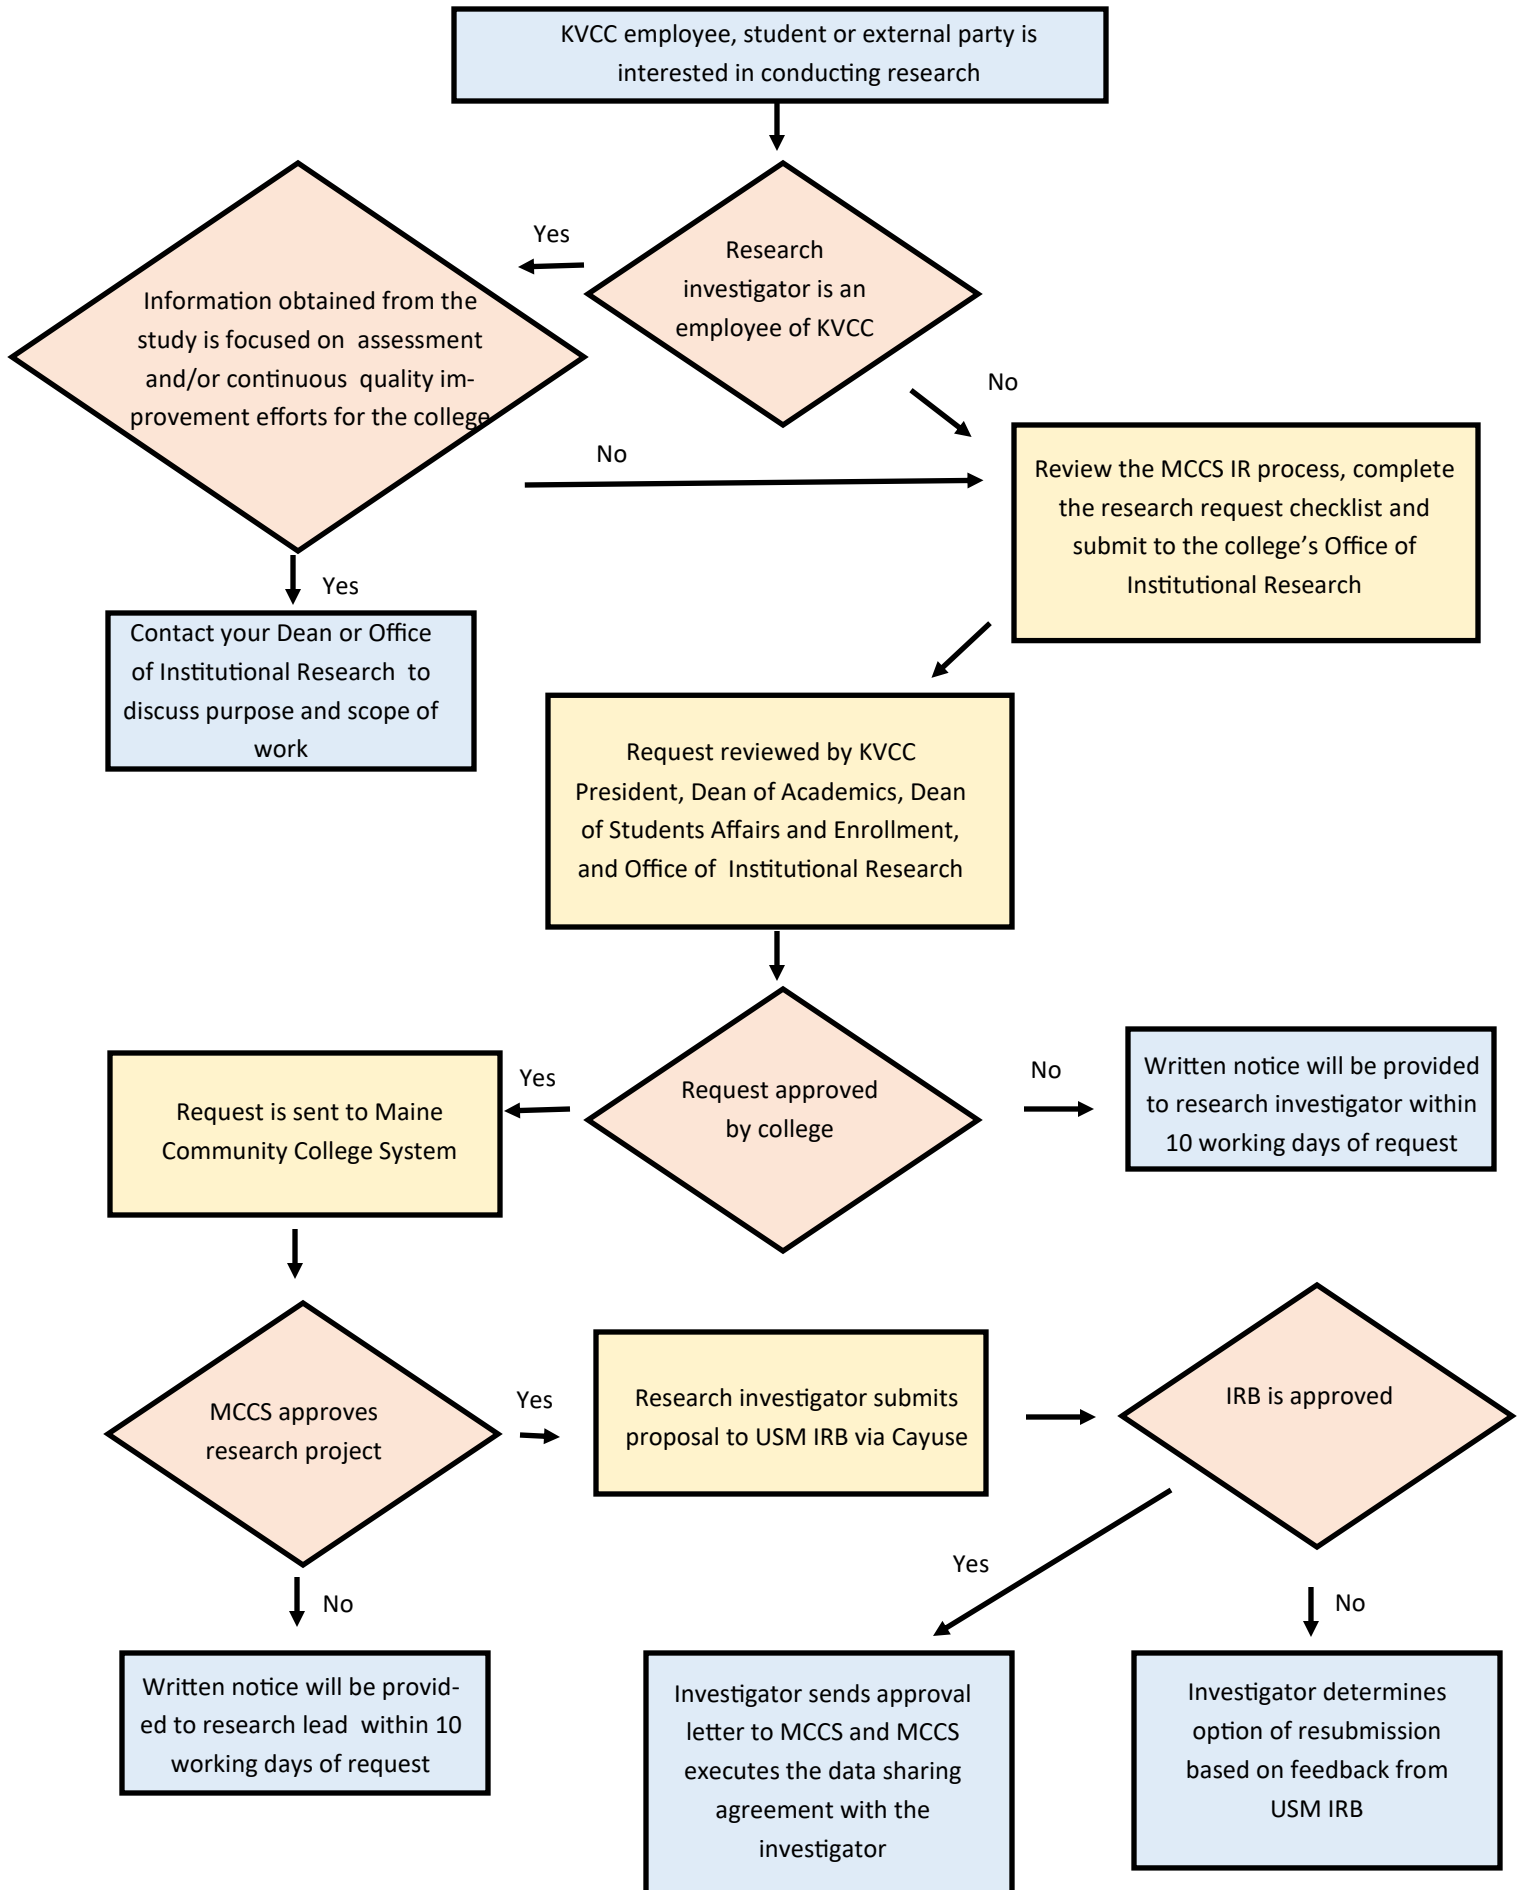 KVCC employee, student or external party is
interested in conducting research
Yes
Research
investigator is an
employee of KVCC
Information obtained from the
study is focused on assessment
and/or continuous quality im-
provement efforts for the college
No
No
Review the MCCS IR process, complete
the research request checklist and
submit to the college’s Office of
Institutional Research
Yes
Contact your Dean or Office
of Institutional Research to
discuss purpose and scope of
work
Request reviewed by KVCC
President, Dean of Academics, Dean
of Students Affairs and Enrollment,
and Office of Institutional Research
Request approved
by college
Yes
No
Request is sent to Maine
Community College System
Written notice will be provided
to research investigator within
10 working days of request
MCCS approves
research project
Yes
Research investigator submits
proposal to USM IRB via Cayuse
IRB is approved
No
Yes
No
Written notice will be provid-
ed to research lead within 10
working days of request
Investigator sends approval
letter to MCCS and MCCS
executes the data sharing
agreement with the
investigator
Investigator determines
option of resubmission
based on feedback from
USM IRB